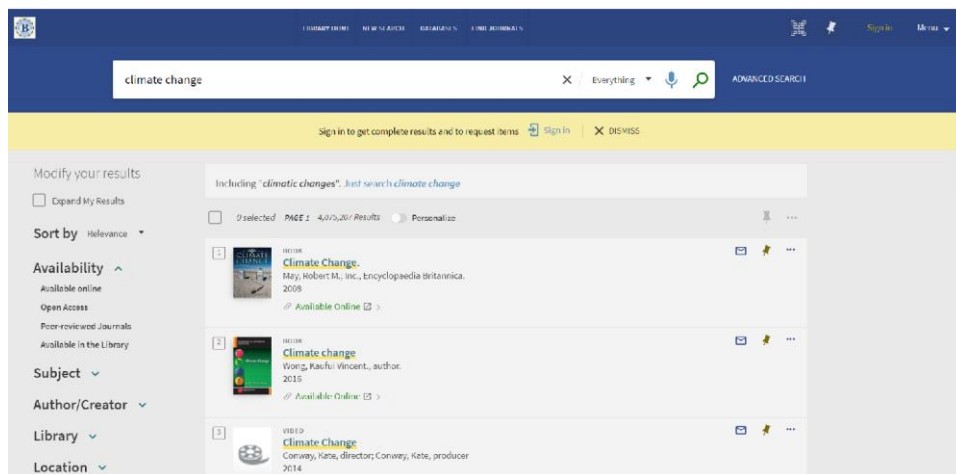 LIBRARY HOME NEW SEARCH DATABASES FIND JOURNALS
Sign in Menu
climate change
Everything
ADVANCED SEARCH
Sign in to get complete results and to request items Sign in DISMISS
Modify your results
Expand My Results
Sort by Relevance
Availability
Available online
Open Access
Peer-reviewed Journals
Available in the Library
Subject
Author/Creator
Library
Location
Including "climatic changes". Just search climate change
0 selected PAGE 1 Results Personalize
1
BOOK
Climate Change.
May, Robert M., Inc., Encyclopaedia Britannica.
2008
Available Online
2
BOOK
Climate change
Wong, Kaufui Vincent., author.
2016
Available Online
3
VIDEO
Climate Change
Conway, Kate, director; Conway, Kate, producer
2014